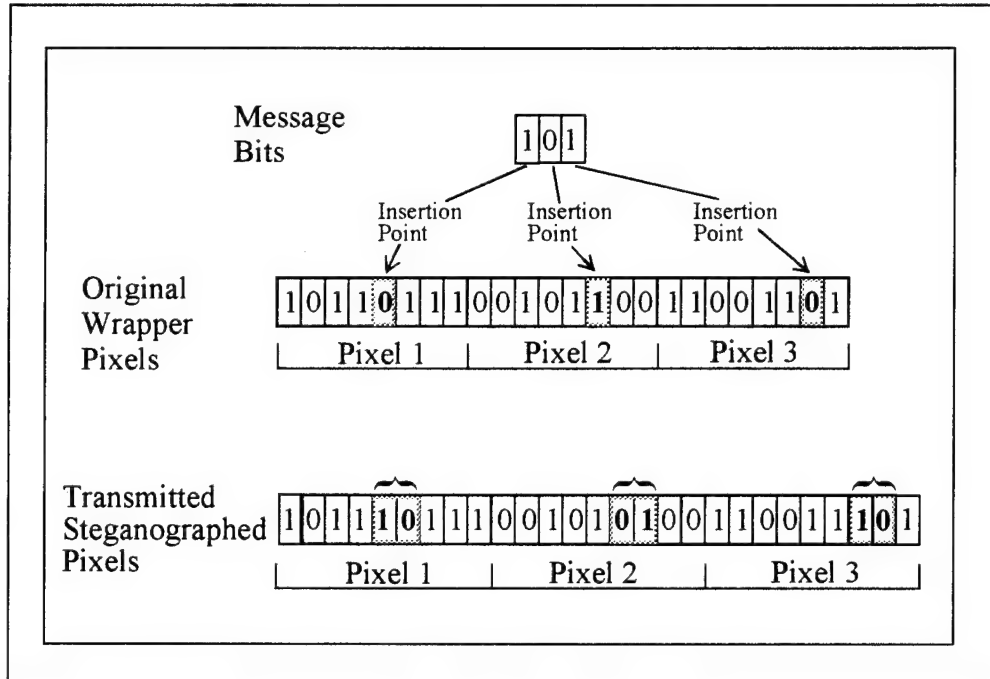 Message
Bits
101
Insertion
Point
Insertion
Point
Insertion
Point
Original
Wrapper
Pixels
101101110010110011001101
Pixel 1 Pixel 2 Pixel 3
Transmitted
Steganographed
Pixels
101110111001010100110011101
Pixel 1 Pixel 2 Pixel 3